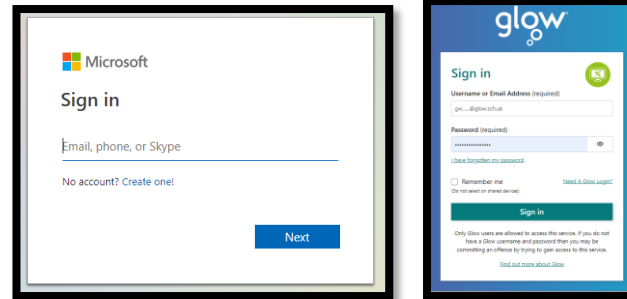 Microsoft
Sign in
Email, phone, or Skype
No account? Create one!
Next
glow
Sign in
Username or Email Address (required)
gw.....@glow.sch.uk
Password (required)
I have forgotten my password
Remember me
Need A Glow Login?
(Do not select on shared devices)
Sign in
Only Glow users are allowed to access this service. If you do not
have a Glow username and password then you may be
committing an offence by trying to gain access to this service.
Find out more about Glow